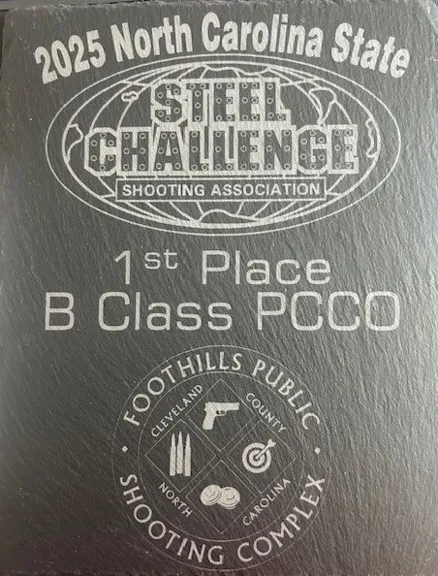 2025 North Carolina State
STEEL
CHALLENGE
SHOOTING ASSOCIATION
1st Place
B Class PCCO
FOOTHILLS PUBLIC
CLEVELAND
COUNTY
NORTH
CAROLINA
SHOOTING COMPLEX